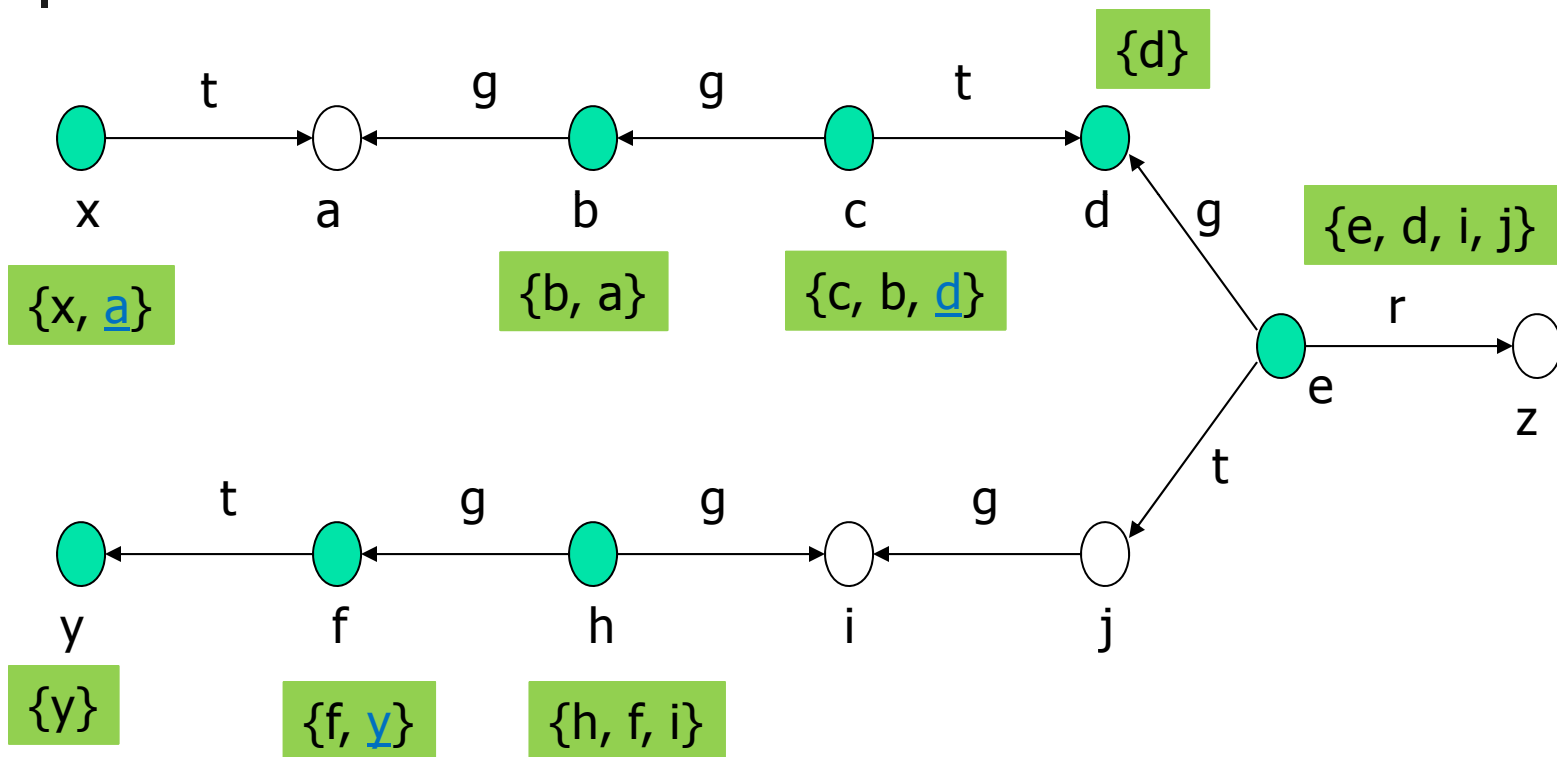 {d}
t g g t
x a b c d
g
{e, d, i, j}
{x, a} {b, a} {c, b, d}
r
e
z
t
t g g g
y f h i j
{y} {f, y} {h, f, i}